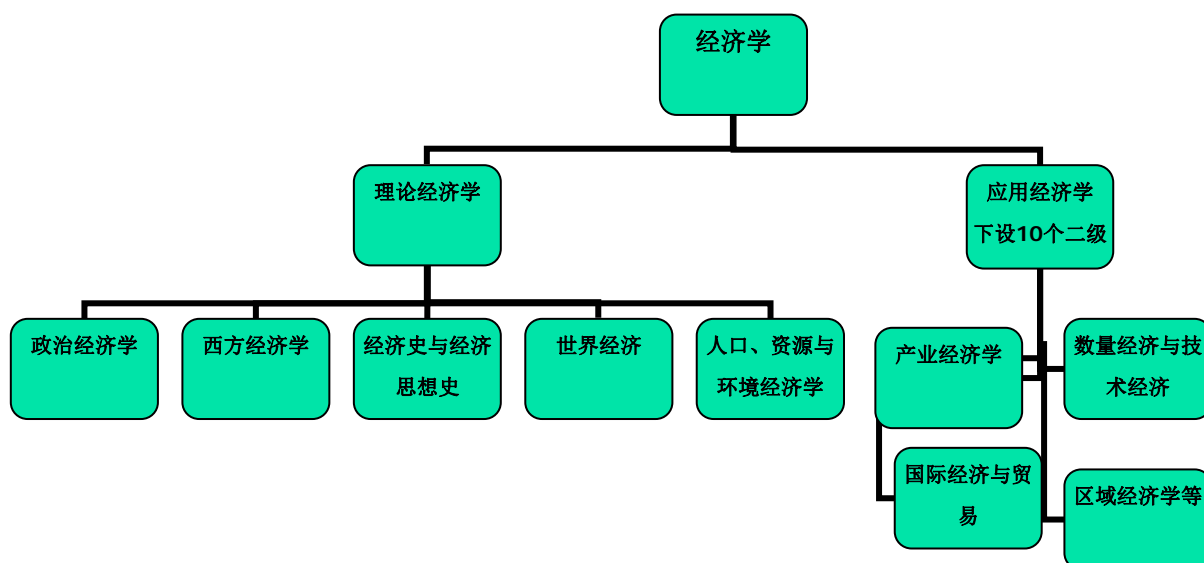 经济学
理论经济学
应用经济学
下设10个二级
政治经济学
西方经济学
经济史与经济
思想史
世界经济
人口、资源与
环境经济学
产业经济学
数量经济与技
术经济
国际经济与贸
易
区域经济学等